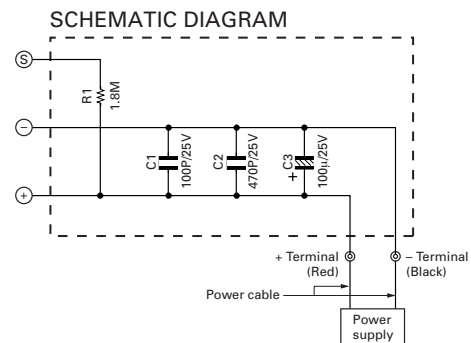 SCHEMATIC DIAGRAM
S
R1
1.8M
−
C1
100P/25V
C2
470P/25V
+
C3
100µ/25V
+
+ Terminal
(Red)
− Terminal
(Black)
Power cable
Power
supply